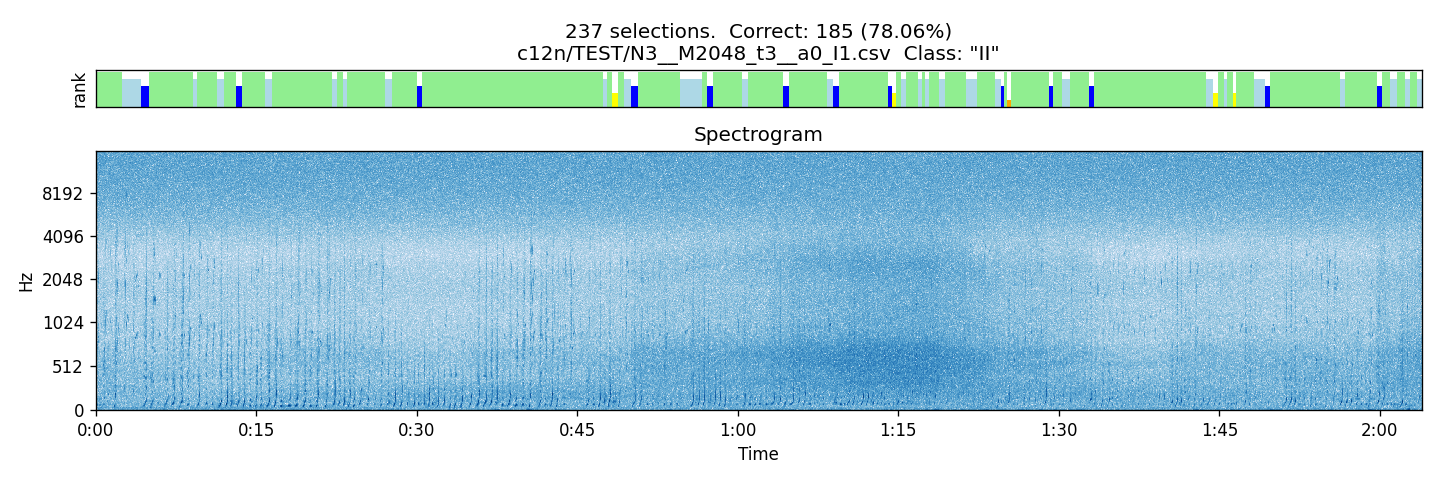 237 selections.  Correct: 185 (78.06%)
c12n/TEST/N3__M2048_t3__a0_I1.csv  Class: "II"
rank
Spectrogram
8192
4096
2048
1024
512
0
Hz
0:00 0:15 0:30 0:45 1:00 1:15 1:30 1:45 2:00
Time